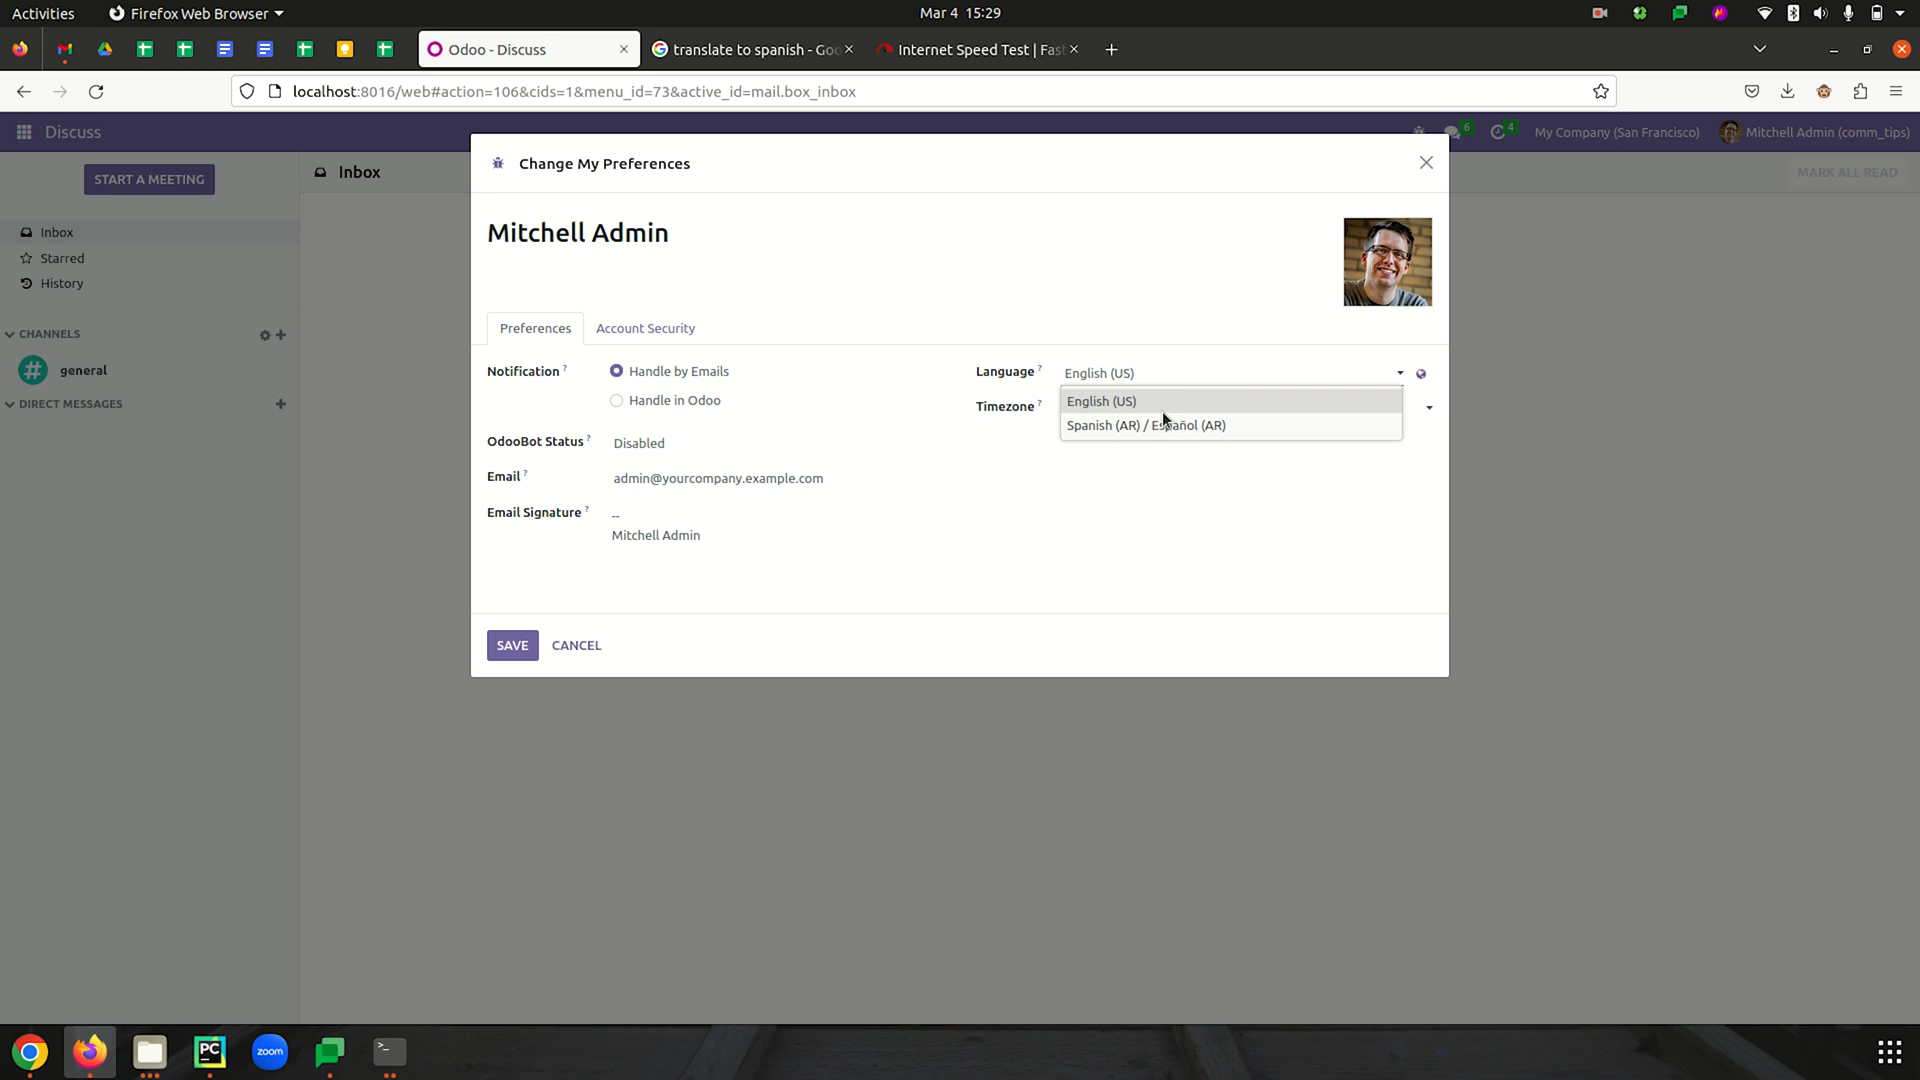 Activities
Firefox Web Browser
Mar 4 15:29
Odoo - Discuss
translate to spanish - Goo
Internet Speed Test | Fast
localhost:8016/web#action=106&cids=1&menu_id=73&active_id=mail.box_inbox
Discuss
6
4
My Company (San Francisco)
Mitchell Admin (comm_tips)
START A MEETING
Inbox
MARK ALL READ
Inbox
Starred
History
CHANNELS
general
DIRECT MESSAGES
Change My Preferences
Mitchell Admin
Preferences
Account Security
Notification ?
Handle by Emails
Handle in Odoo
OdooBot Status ?
Disabled
Email ?
admin@yourcompany.example.com
Email Signature ?
--
Mitchell Admin
Language ?
English (US)
Timezone ?
English (US)
Spanish (AR) / Español (AR)
SAVE
CANCEL
PC
zoom